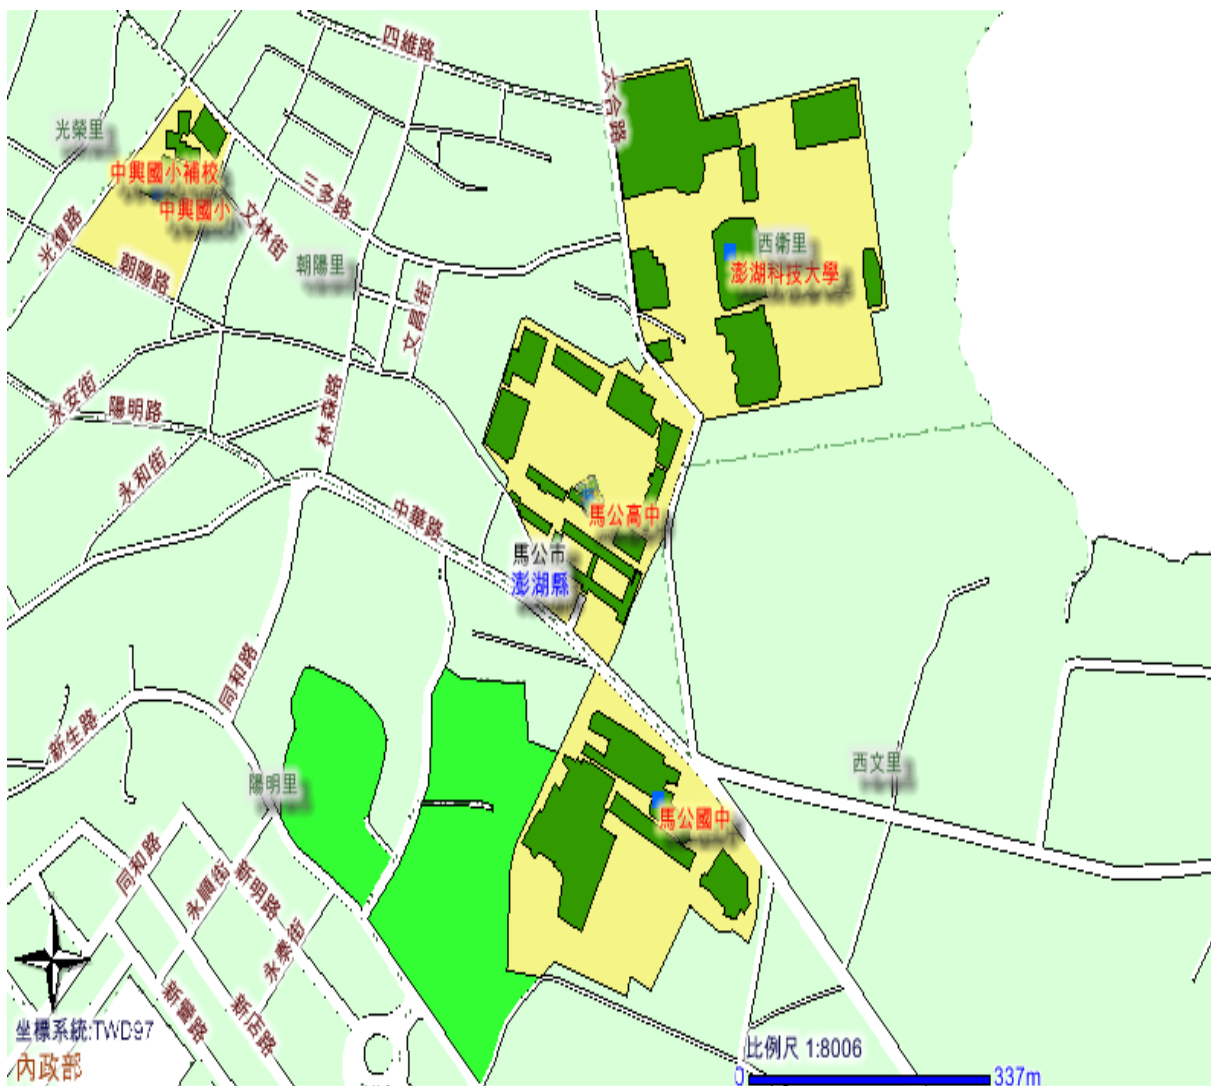 四維路
六合路
光榮里
中興國小補校
中興國小
三多路
文林街
光復路
朝陽路
朝陽里
西衛里
澎湖科技大學
文昌街
永安街
陽明路
林森路
永和街
中華路
馬公高中
馬公市
澎湖縣
同和路
新生路
陽明里
西文里
馬公國中
同和路
永順街
新明路
永泰街
新店路
坐標系統:TWD97
內政部
比例尺 1:8006
0
337m